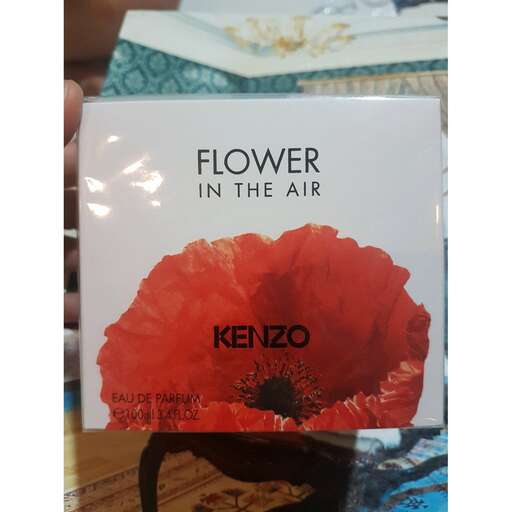 FLOWER
IN THE AIR
KENZO
EAU DE PARFUM
℮100ml 3.4FL.OZ.